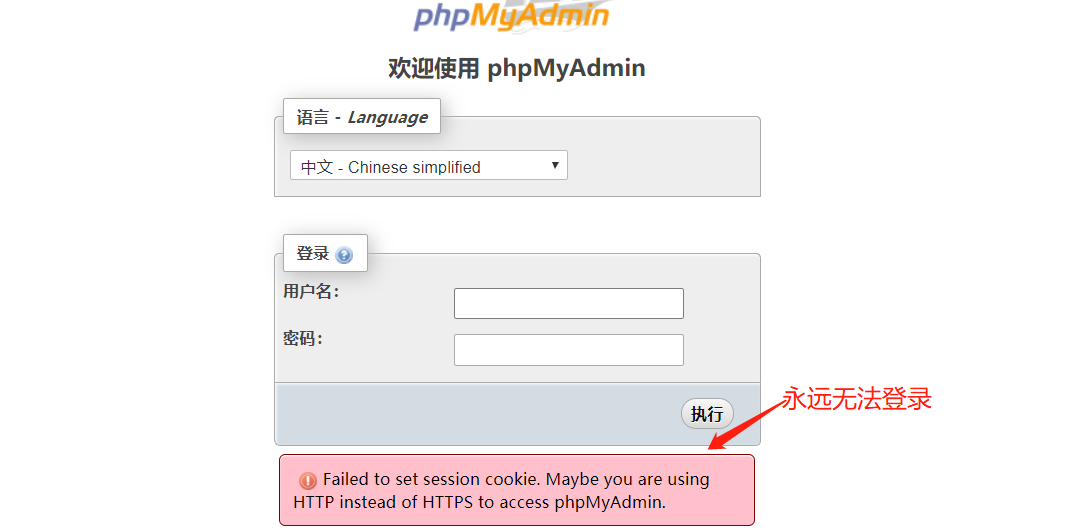 phpMyAdmin
欢迎使用 phpMyAdmin
语言 - Language
中文 - Chinese simplified
登录
用户名：
密码：
执行
永远无法登录
Failed to set session cookie. Maybe you are using
HTTP instead of HTTPS to access phpMyAdmin.